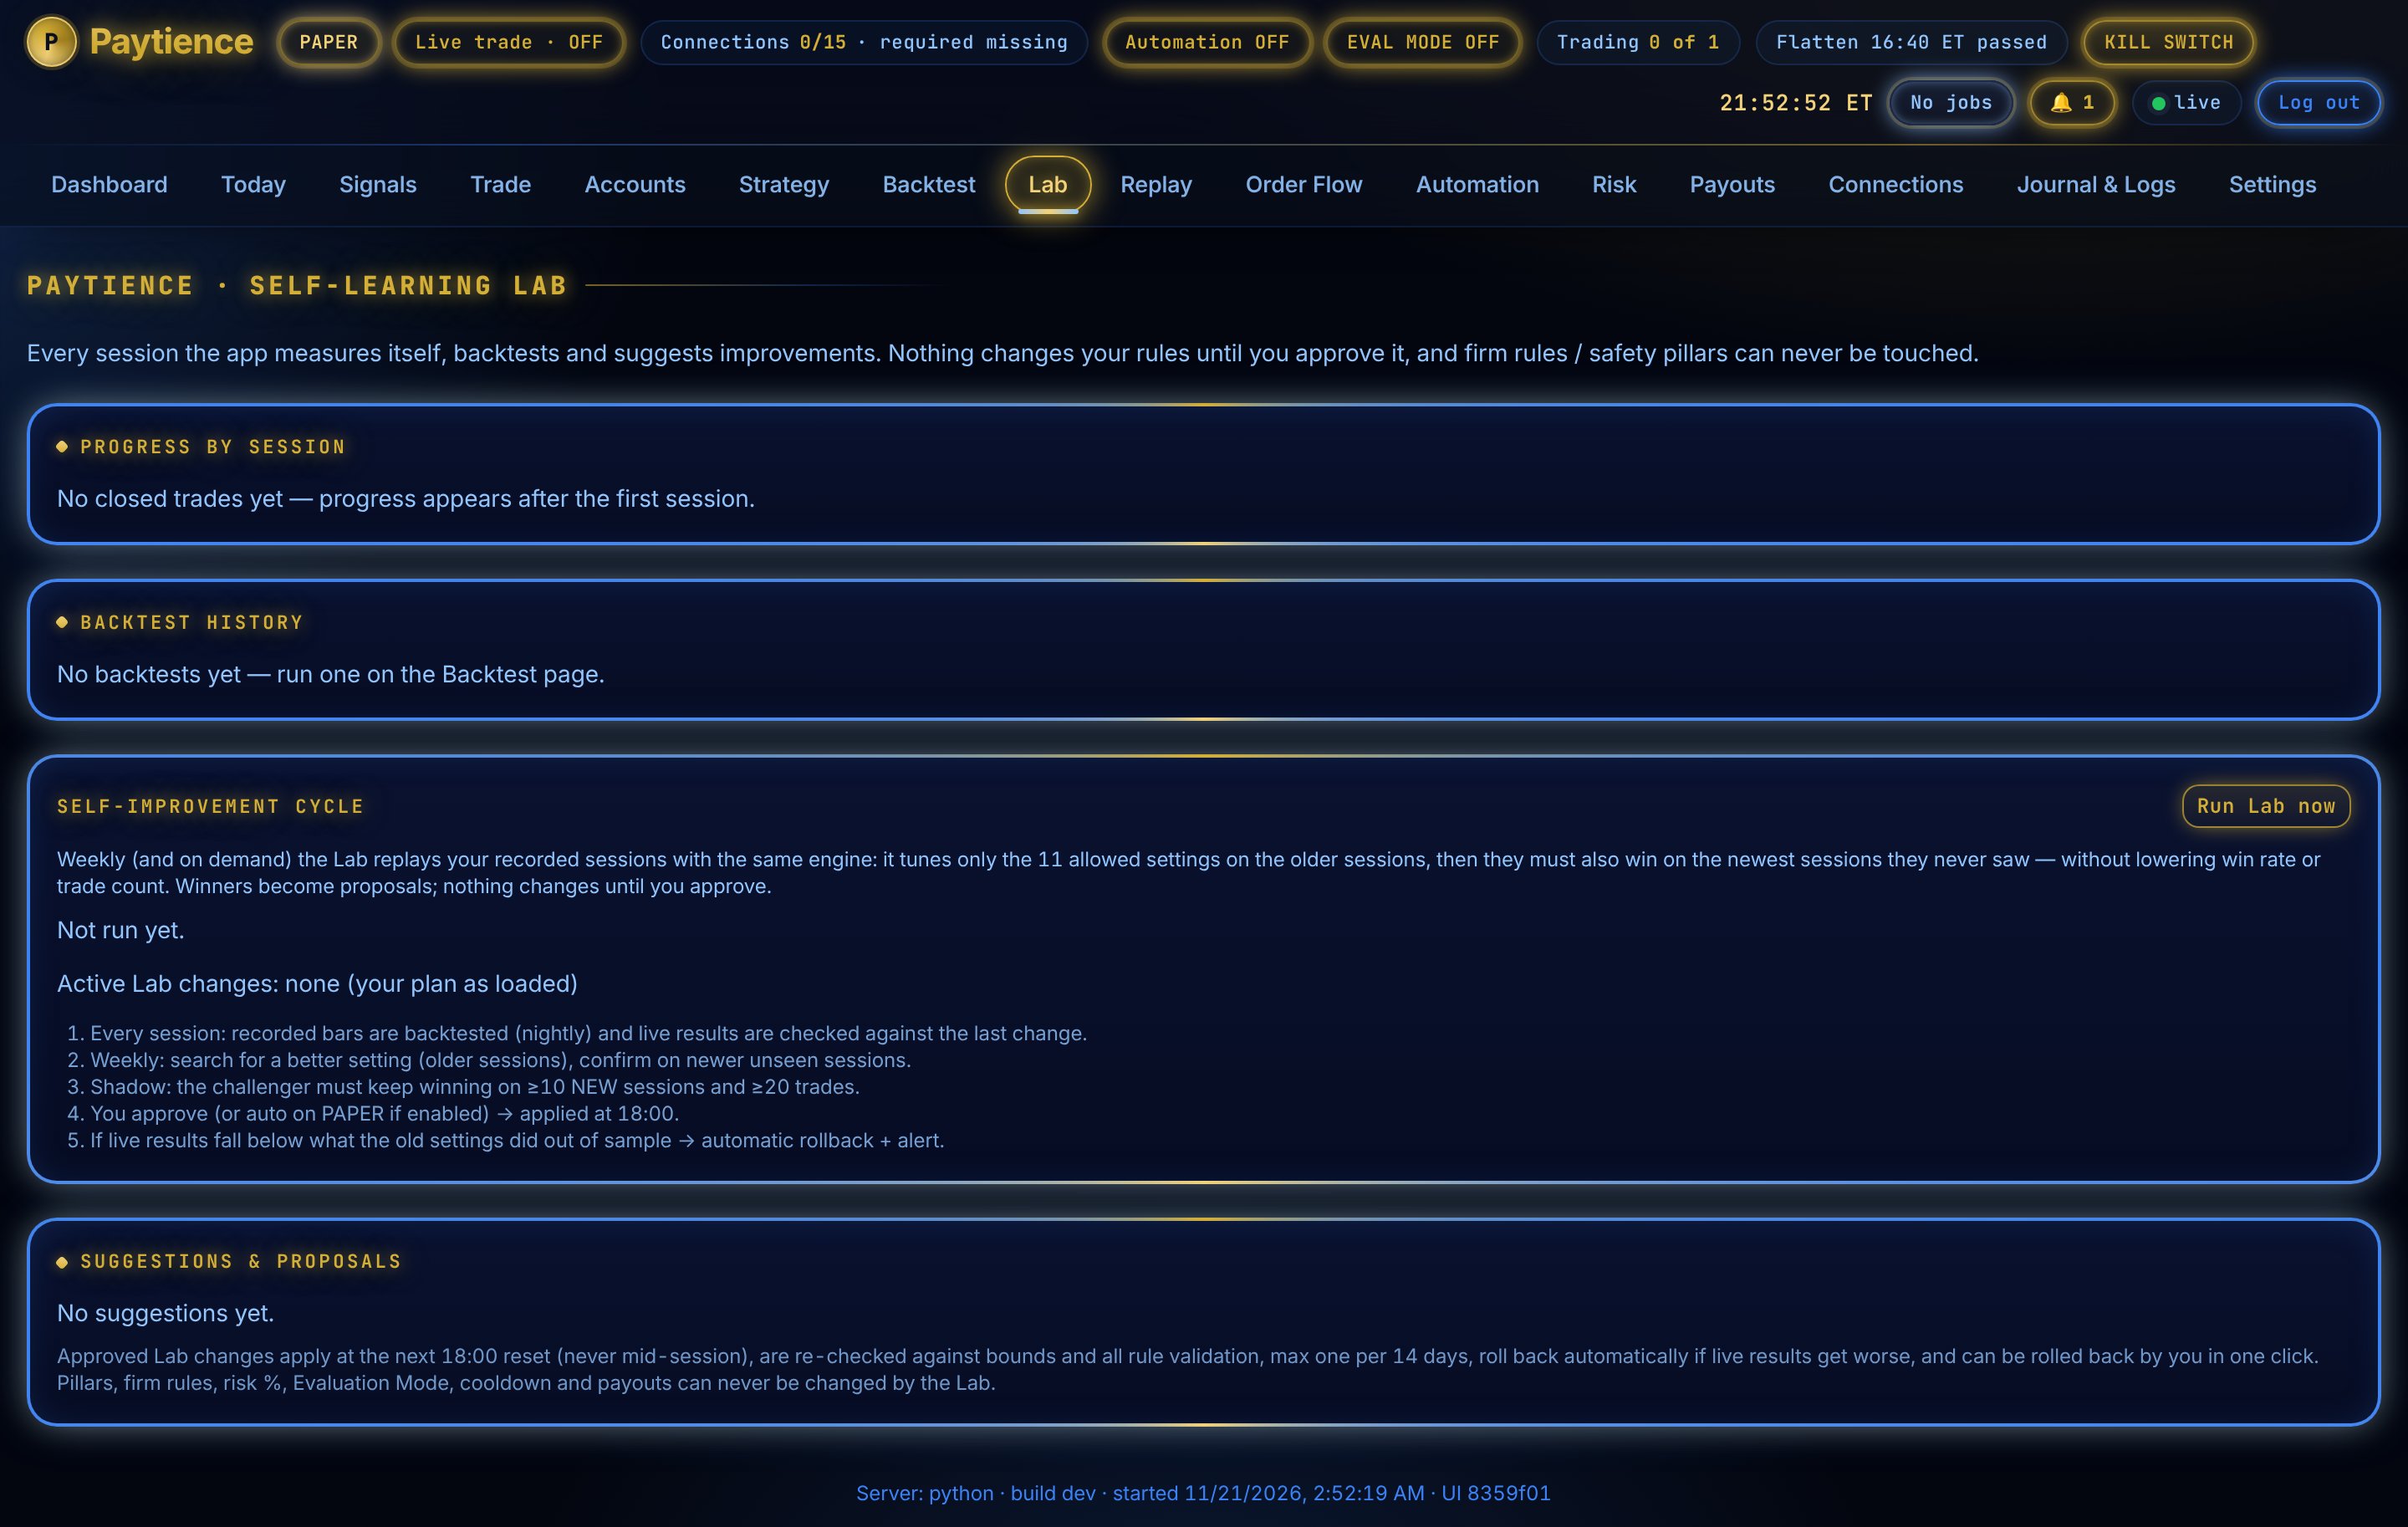 P Paytience PAPER Live trade · OFF Connections 0/15 · required missing Automation OFF EVAL MODE OFF Trading 0 of 1 Flatten 16:40 ET passed KILL SWITCH
21:52:52 ET No jobs 🔔 1 live Log out
Dashboard Today Signals Trade Accounts Strategy Backtest Lab Replay Order Flow Automation Risk Payouts Connections Journal & Logs Settings
PAYTIENCE · SELF-LEARNING LAB
Every session the app measures itself, backtests and suggests improvements. Nothing changes your rules until you approve it, and firm rules / safety pillars can never be touched.
PROGRESS BY SESSION
No closed trades yet — progress appears after the first session.
BACKTEST HISTORY
No backtests yet — run one on the Backtest page.
SELF-IMPROVEMENT CYCLE Run Lab now
Weekly (and on demand) the Lab replays your recorded sessions with the same engine: it tunes only the 11 allowed settings on the older sessions, then they must also win on the newest sessions they never saw — without lowering win rate or
trade count. Winners become proposals; nothing changes until you approve.
Not run yet.
Active Lab changes: none (your plan as loaded)
1. Every session: recorded bars are backtested (nightly) and live results are checked against the last change.
2. Weekly: search for a better setting (older sessions), confirm on newer unseen sessions.
3. Shadow: the challenger must keep winning on ≥10 NEW sessions and ≥20 trades.
4. You approve (or auto on PAPER if enabled) → applied at 18:00.
5. If live results fall below what the old settings did out of sample → automatic rollback + alert.
SUGGESTIONS & PROPOSALS
No suggestions yet.
Approved Lab changes apply at the next 18:00 reset (never mid-session), are re-checked against bounds and all rule validation, max one per 14 days, roll back automatically if live results get worse, and can be rolled back by you in one click.
Pillars, firm rules, risk %, Evaluation Mode, cooldown and payouts can never be changed by the Lab.
Server: python · build dev · started 11/21/2026, 2:52:19 AM · UI 8359f01